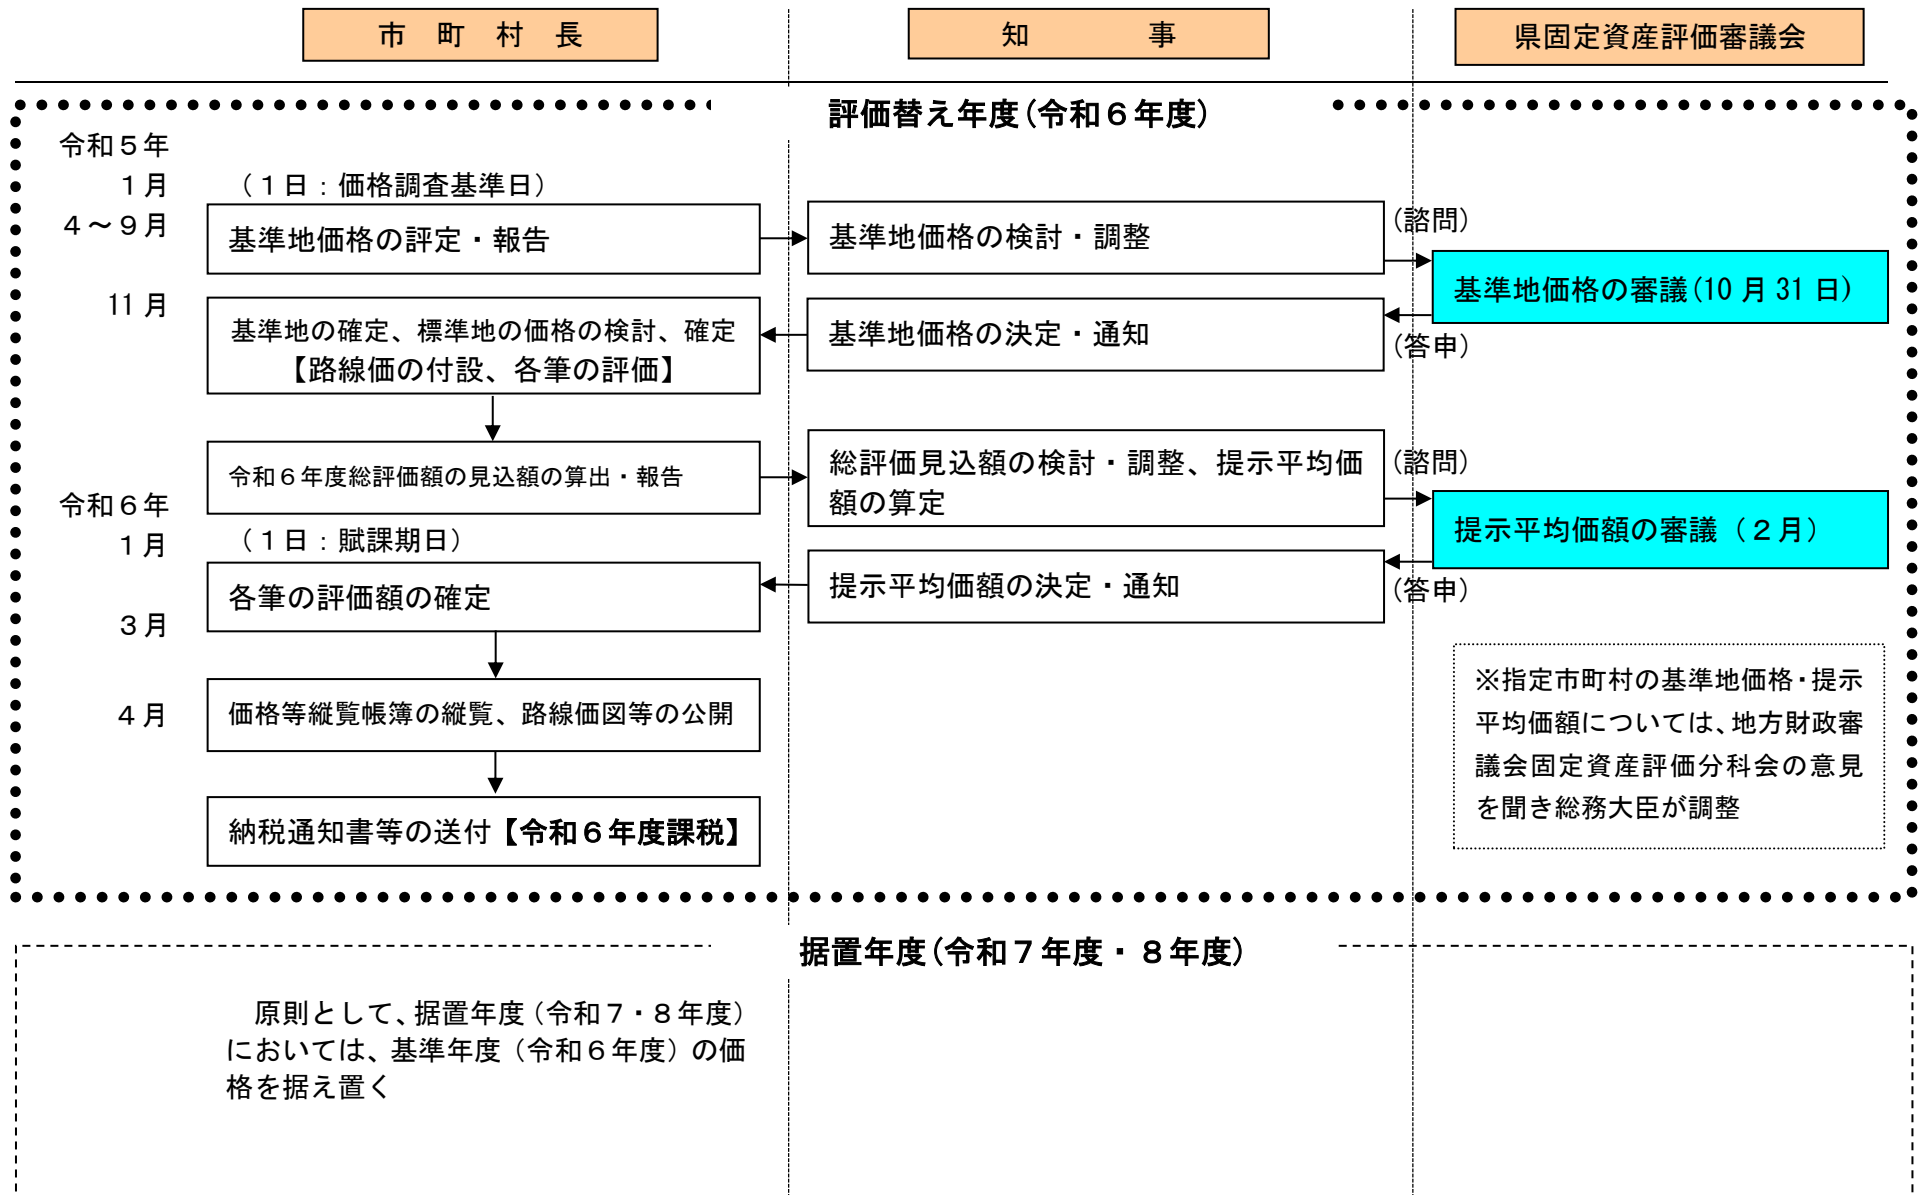 市　町　村　長
知　　　　事
県固定資産評価審議会
評価替え年度(令和６年度)
令和５年
１月
（１日：価格調査基準日）
４～９月
基準地価格の評定・報告
基準地価格の検討・調整
(諮問)
基準地価格の審議(10月31日)
11月
基準地の確定、標準地の価格の検討、確定
【路線価の付設、各筆の評価】
基準地価格の決定・通知
(答申)
令和６年度総評価額の見込額の算出・報告
総評価見込額の検討・調整、提示平均価
額の算定
(諮問)
提示平均価額の審議（２月）
令和６年
１月
（１日：賦課期日）
各筆の評価額の確定
提示平均価額の決定・通知
(答申)
３月
４月
価格等縦覧帳簿の縦覧、路線価図等の公開
※指定市町村の基準地価格・提示
平均価額については、地方財政審
議会固定資産評価分科会の意見
を聞き総務大臣が調整
納税通知書等の送付【令和６年度課税】
据置年度(令和７年度・８年度)
原則として、据置年度（令和７・８年度）
においては、基準年度（令和６年度）の価
格を据え置く